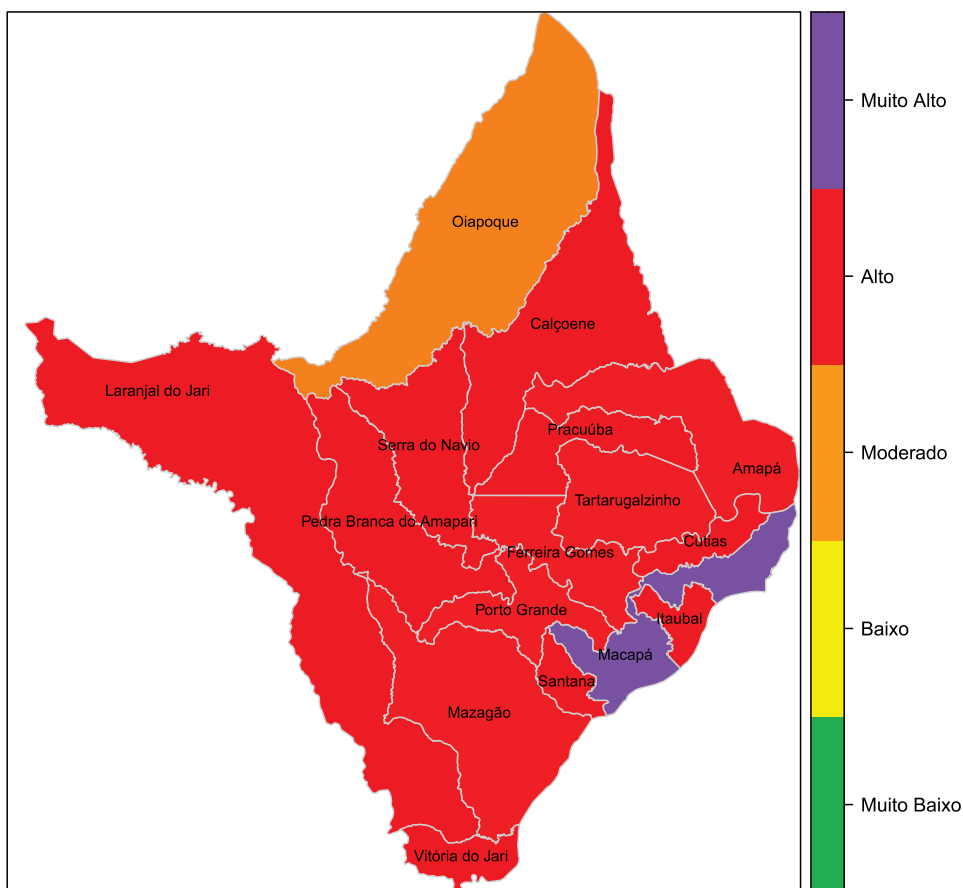 Muito Alto
Oiapoque
Alto
Calçoene
Laranjal do Jari
Pracuúba
Serra do Navio
Moderado
Amapá
Tartarugalzinho
Pedra Branca do Amapari
Cutias
Ferreira Gomes
Porto Grande
Itaubal
Baixo
Macapá
Santana
Mazagão
Muito Baixo
Vitória do Jari